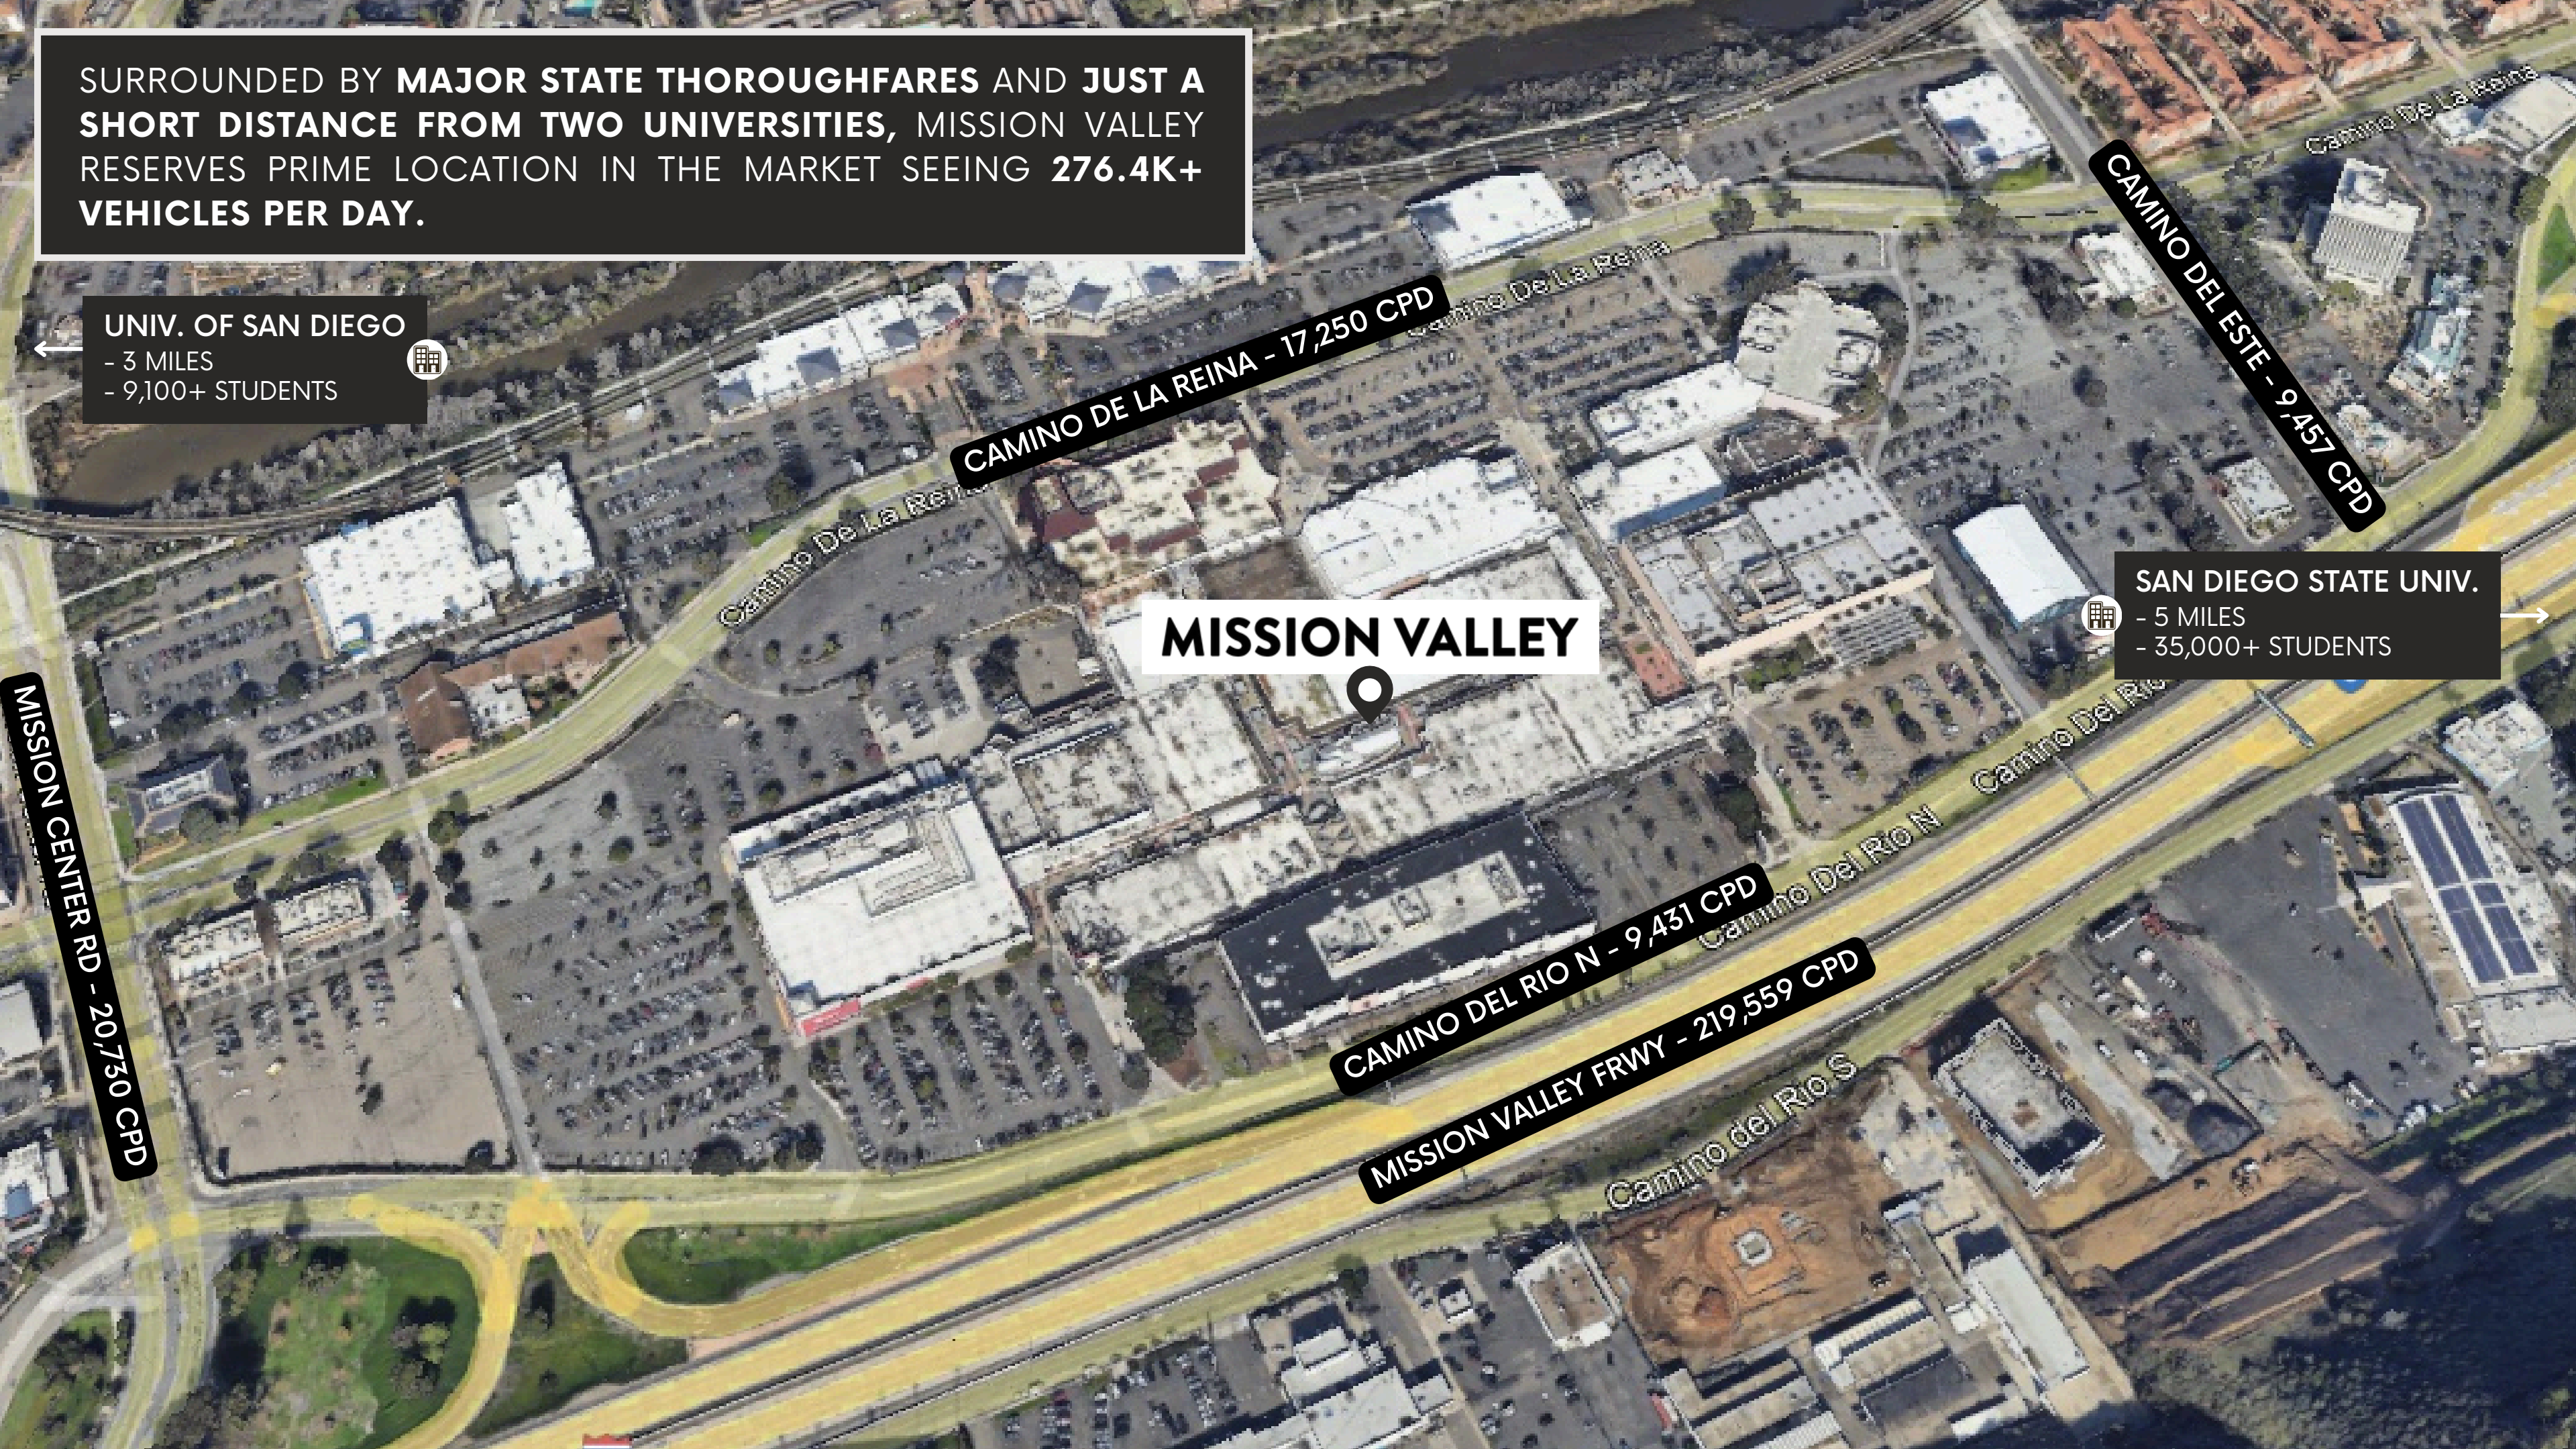 SURROUNDED BY MAJOR STATE THOROUGHFARES AND JUST A
SHORT DISTANCE FROM TWO UNIVERSITIES, MISSION VALLEY
RESERVES PRIME LOCATION IN THE MARKET SEEING 276.4K+
VEHICLES PER DAY.
Camino De La Reina
CAMINO DEL ESTE - 9,457 CPD
UNIV. OF SAN DIEGO
- 3 MILES
- 9,100+ STUDENTS
CAMINO DE LA REINA - 17,250 CPD
Camino De La Reina
Camino De La Reina
MISSION VALLEY
SAN DIEGO STATE UNIV.
- 5 MILES
- 35,000+ STUDENTS
MISSION CENTER RD - 20,730 CPD
Camino Del Rio
Camino Del Rio N
CAMINO DEL RIO N - 9,431 CPD
MISSION VALLEY FRWY - 219,559 CPD
Camino del Rio S